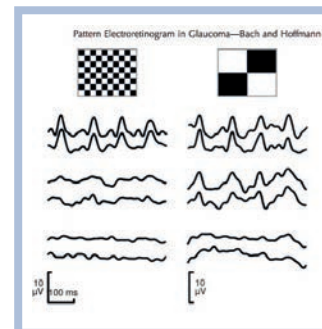 Pattern Electroretinogram in Glaucoma—Bach and Hoffmann
10
µV
100 ms
10
µV